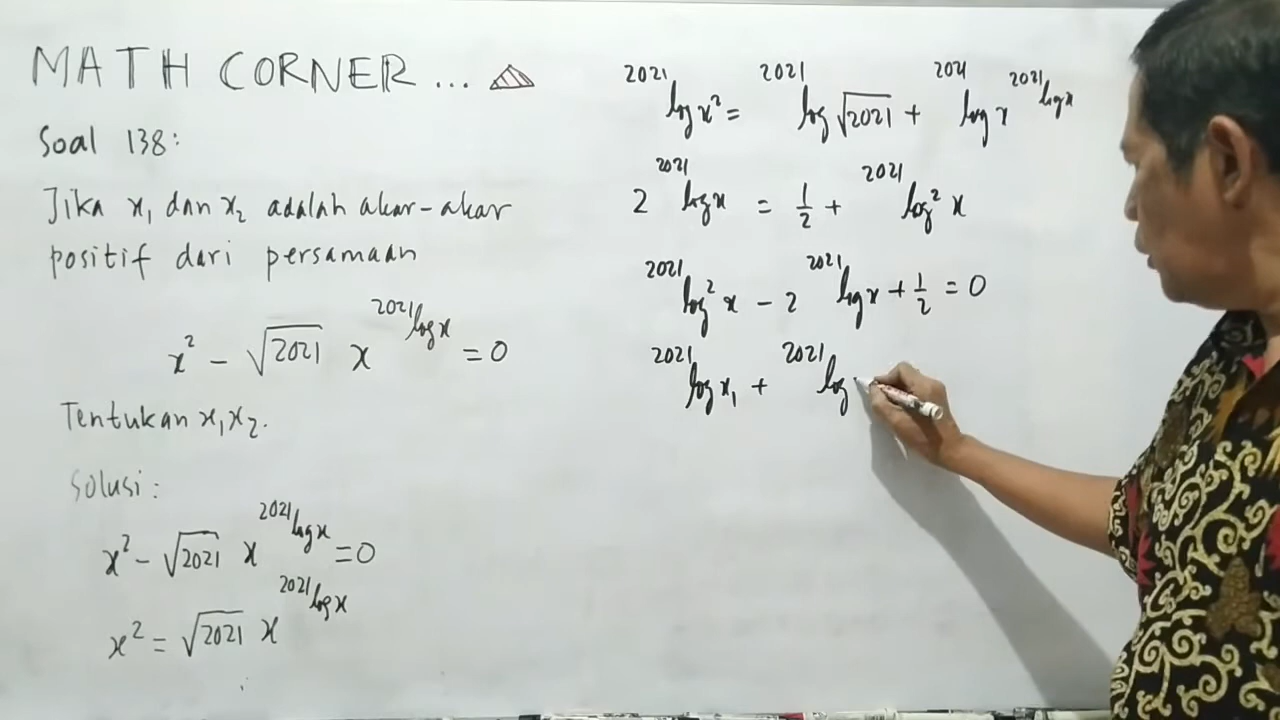 MATH CORNER ...
Soal 138:
Jika x₁ dan x₂ adalah akar-akar
positif dari persamaan
x² - √2021 x^(²⁰²¹log x) = 0
Tentukan x₁x₂.
Solusi:
x² - √2021 x^(²⁰²¹log x) = 0
x² = √2021 x^(²⁰²¹log x)
²⁰²¹log x² = ²⁰²¹log √2021 + ²⁰²¹log x^(²⁰²¹log x)
2 ²⁰²¹log x = 1/2 + ²⁰²¹log² x
²⁰²¹log² x - 2 ²⁰²¹log x + 1/2 = 0
²⁰²¹log x₁ + ²⁰²¹log